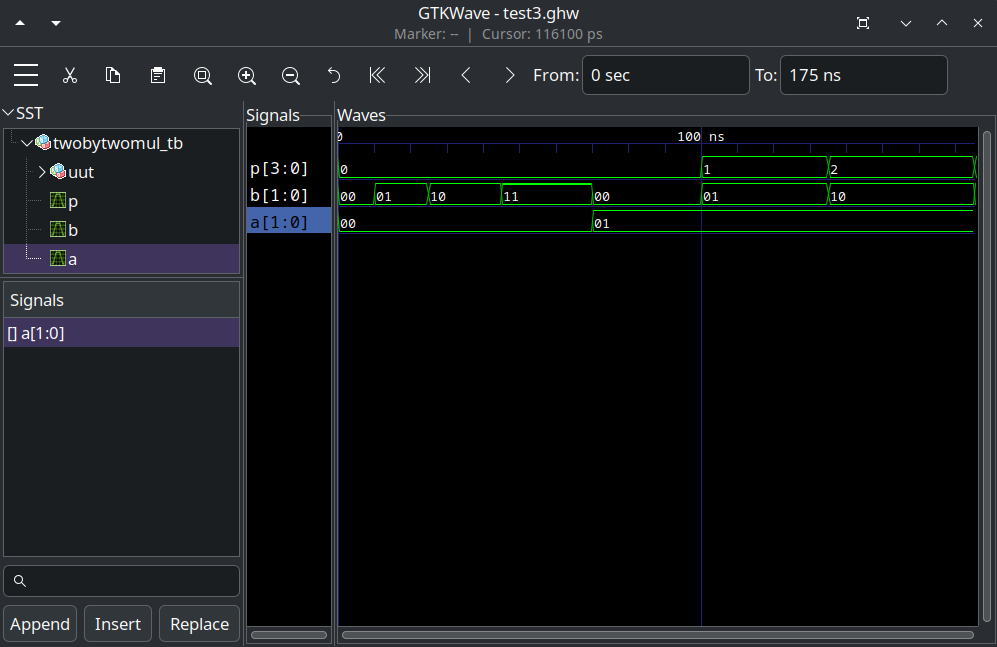 GTKWave - test3.ghw
Marker: -- | Cursor: 116100 ps
From: 0 sec To: 175 ns
SST
twobytwomul_tb
uut
p
b
a
Signals
[] a[1:0]
Append Insert Replace
Signals
p[3:0]
b[1:0]
a[1:0]
Waves
0 100 ns
0 1 2
00 01 10 11 00 01 10
00 01